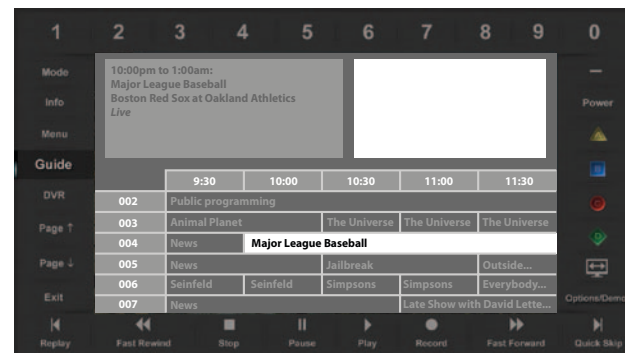 1 2 3 4 5 6 7 8 9 0
Mode
Info
Menu
Guide
DVR
Page ↑
Page ↓
Exit
10:00pm to 1:00am:
Major League Baseball
Boston Red Sox at Oakland Athletics
Live
9:30 10:00 10:30 11:00 11:30
002 Public programming
003 Animal Planet The Universe The Universe The Universe
004 News Major League Baseball
005 News Jailbreak Outside...
006 Seinfeld Seinfeld Simpsons Simpsons Everybody...
007 News Late Show with David Lette...
Power
A
B
C
D
Options/Demo
Replay Fast Rewind Stop Pause Play Record Fast Forward Quick Skip